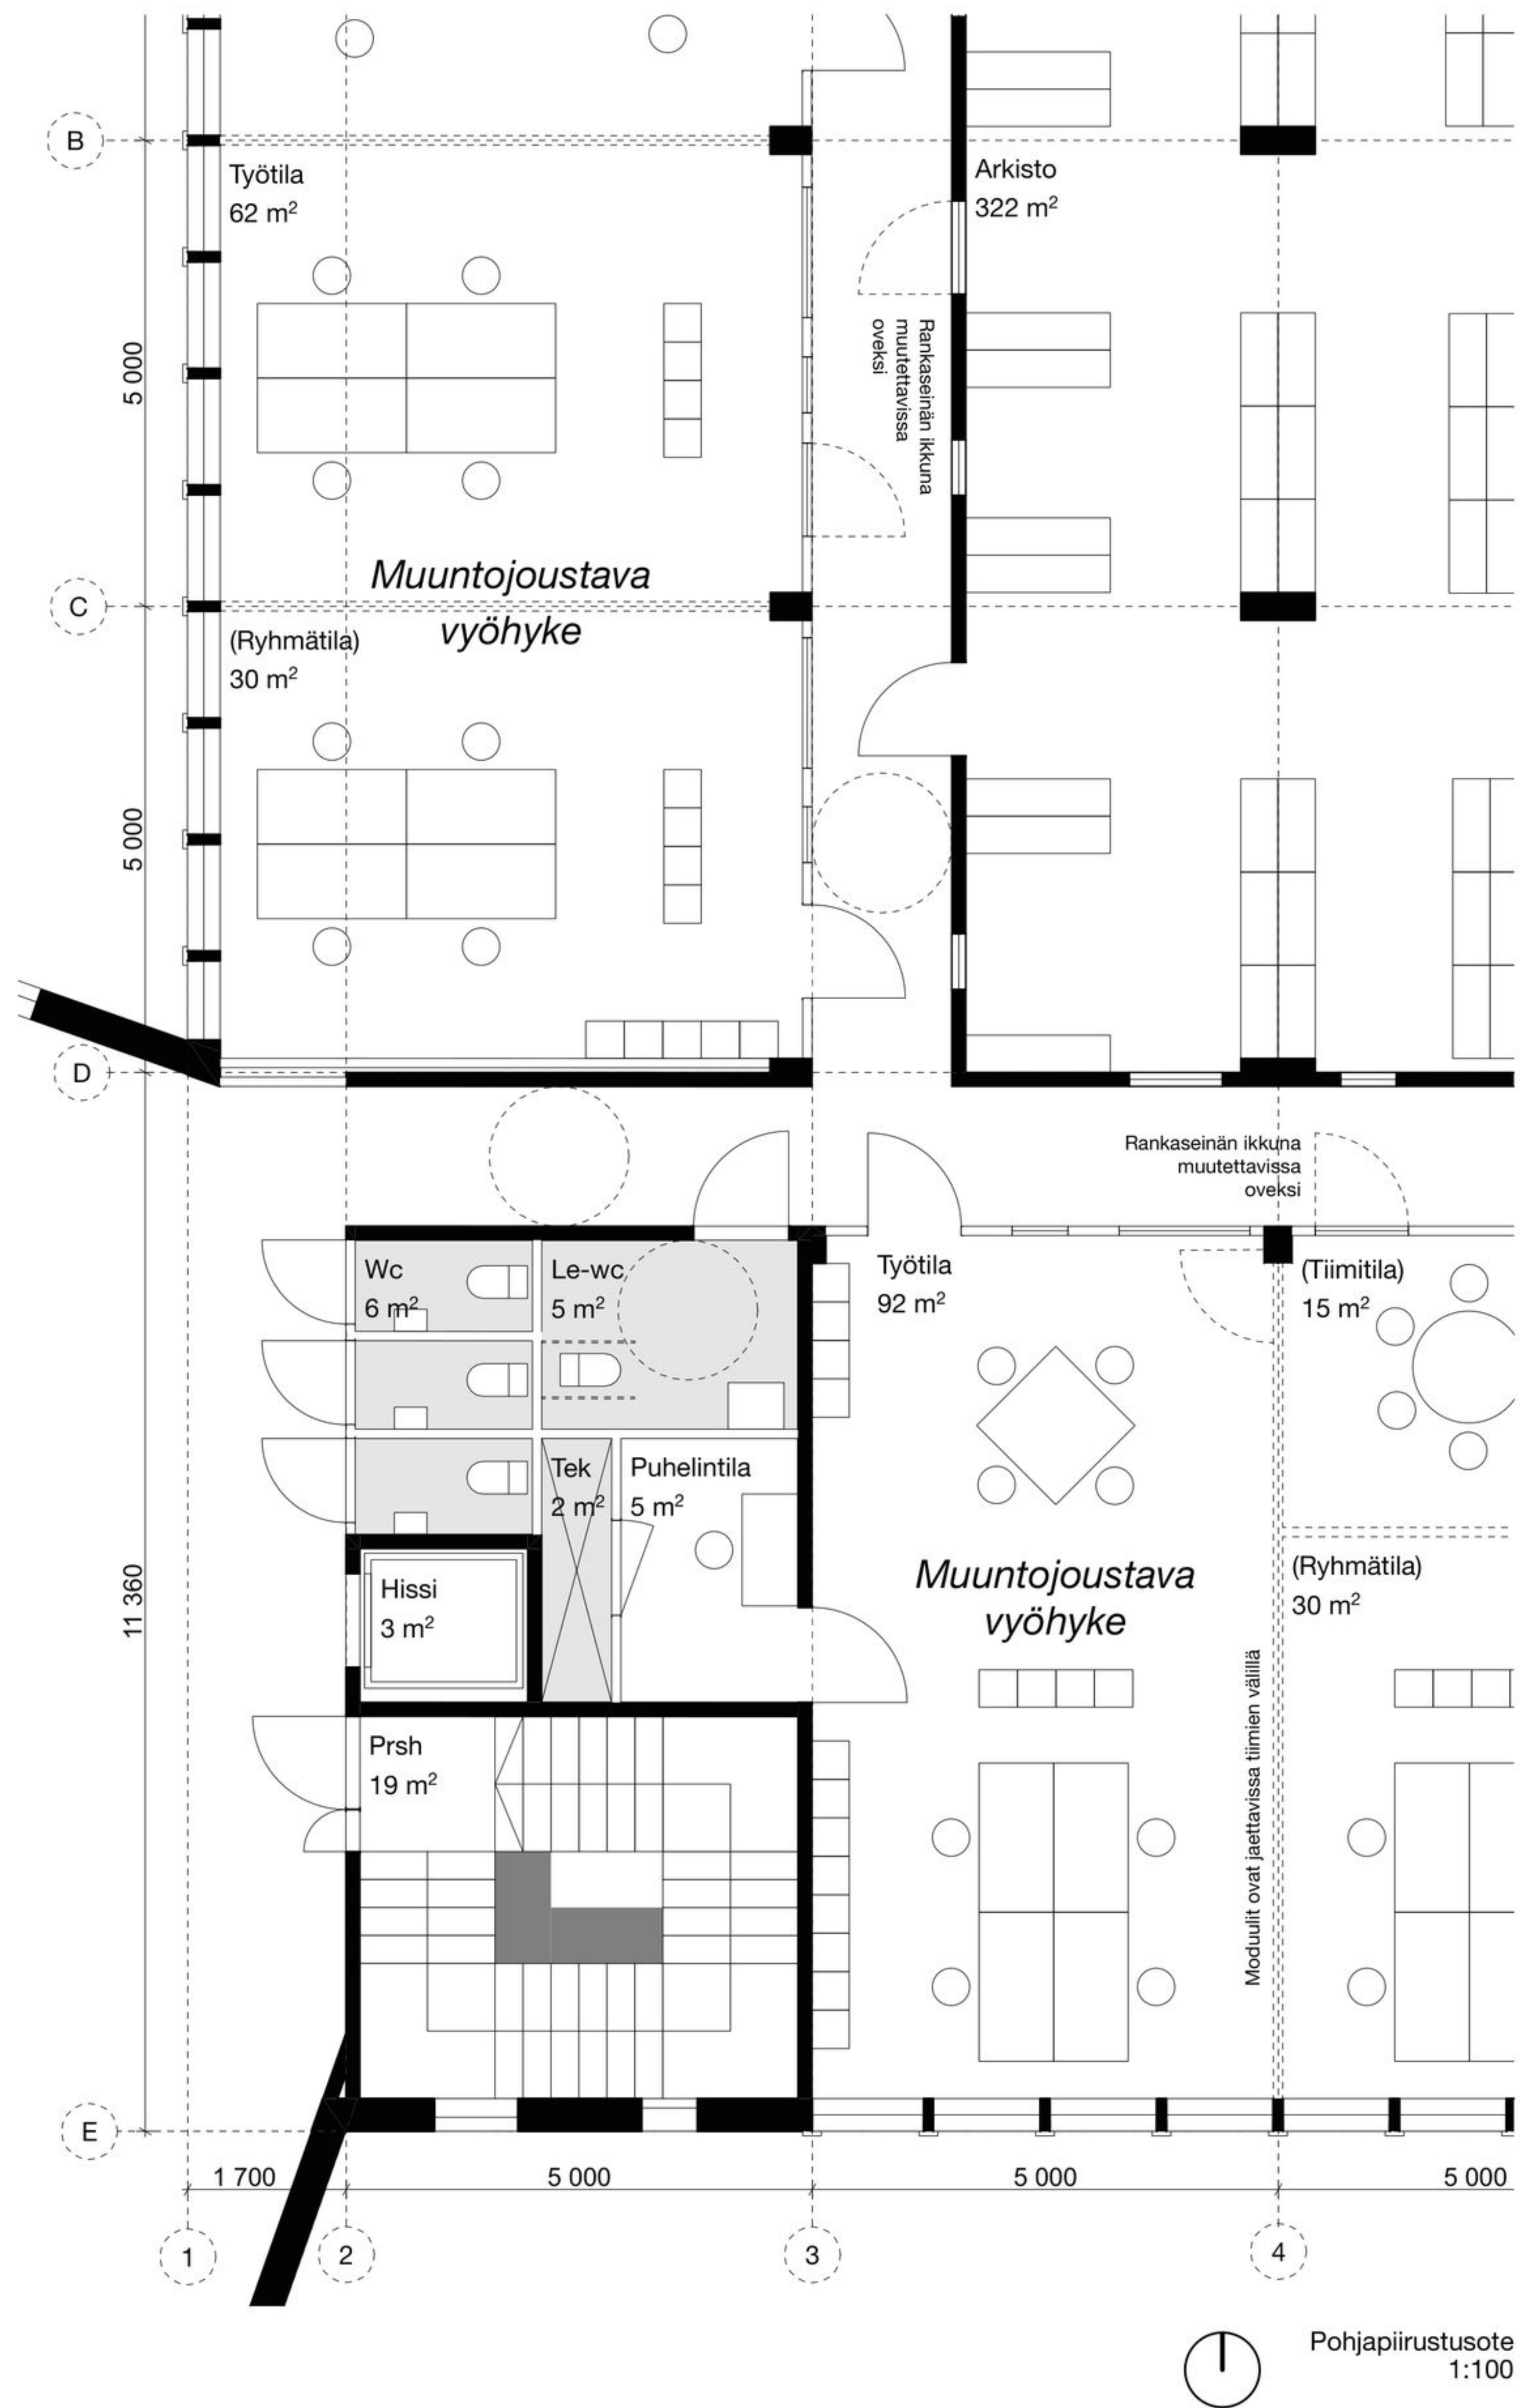 B
Työtila
62 m²
Arkisto
322 m²
5 000
Rankaseinän ikkuna
muutettavissa
oveksi
Muuntojoustava
vyöhyke
C
(Ryhmätila)
30 m²
5 000
D
Rankaseinän ikkuna
muutettavissa
oveksi
Wc
6 m²
Le-wc
5 m²
Työtila
92 m²
(Tiimitila)
15 m²
Tek
2 m²
Puhelintila
5 m²
11 360
Hissi
3 m²
Muuntojoustava
vyöhyke
(Ryhmätila)
30 m²
Moduulit ovat jaettavissa tiimien välillä
Prsh
19 m²
E
1 700
5 000
5 000
5 000
1
2
3
4
Pohjapiirustusote
1:100